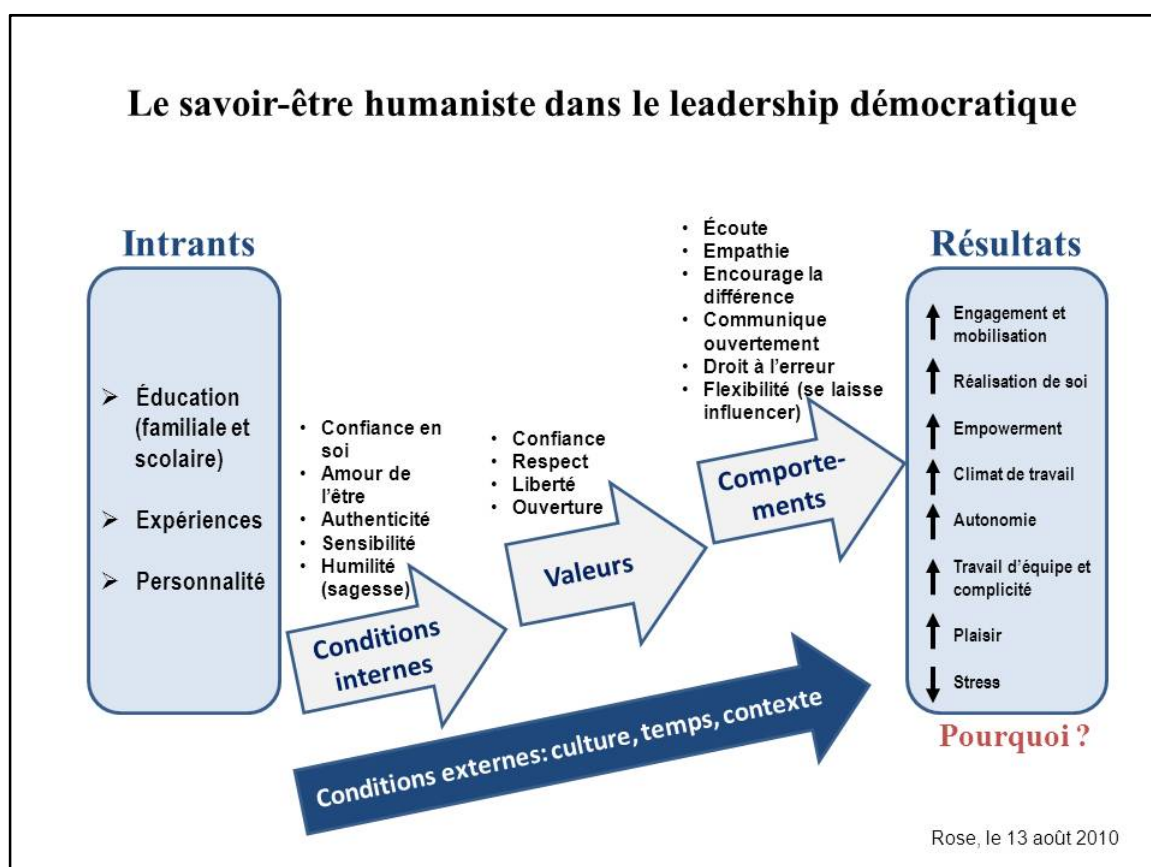 Le savoir-être humaniste dans le leadership démocratique
Intrants
➢ Éducation
(familiale et
scolaire)
➢ Expériences
➢ Personnalité
• Confiance en
soi
• Amour de
l'être
• Authenticité
• Sensibilité
• Humilité
(sagesse)
Conditions
internes
• Confiance
• Respect
• Liberté
• Ouverture
Valeurs
• Écoute
• Empathie
• Encourage la
différence
• Communique
ouvertement
• Droit à l'erreur
• Flexibilité (se laisse
influencer)
Comporte-
ments
Conditions externes: culture, temps, contexte
Résultats
Engagement et
mobilisation
Réalisation de soi
Empowerment
Climat de travail
Autonomie
Travail d'équipe et
complicité
Plaisir
Stress
Pourquoi ?
Rose, le 13 août 2010